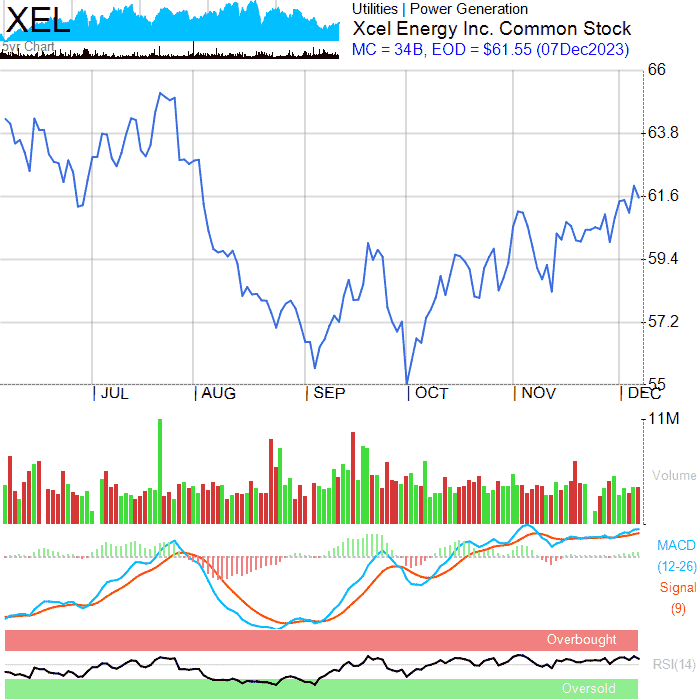 XEL
5yr Chart
Utilities | Power Generation
Xcel Energy Inc. Common Stock
MC = 34B, EOD = $61.55 (07Dec2023)
66
63.8
61.6
59.4
57.2
55
JUL AUG SEP OCT NOV DEC
11M
Volume
MACD
(12-26)
Signal
(9)
Overbought
RSI(14)
Oversold